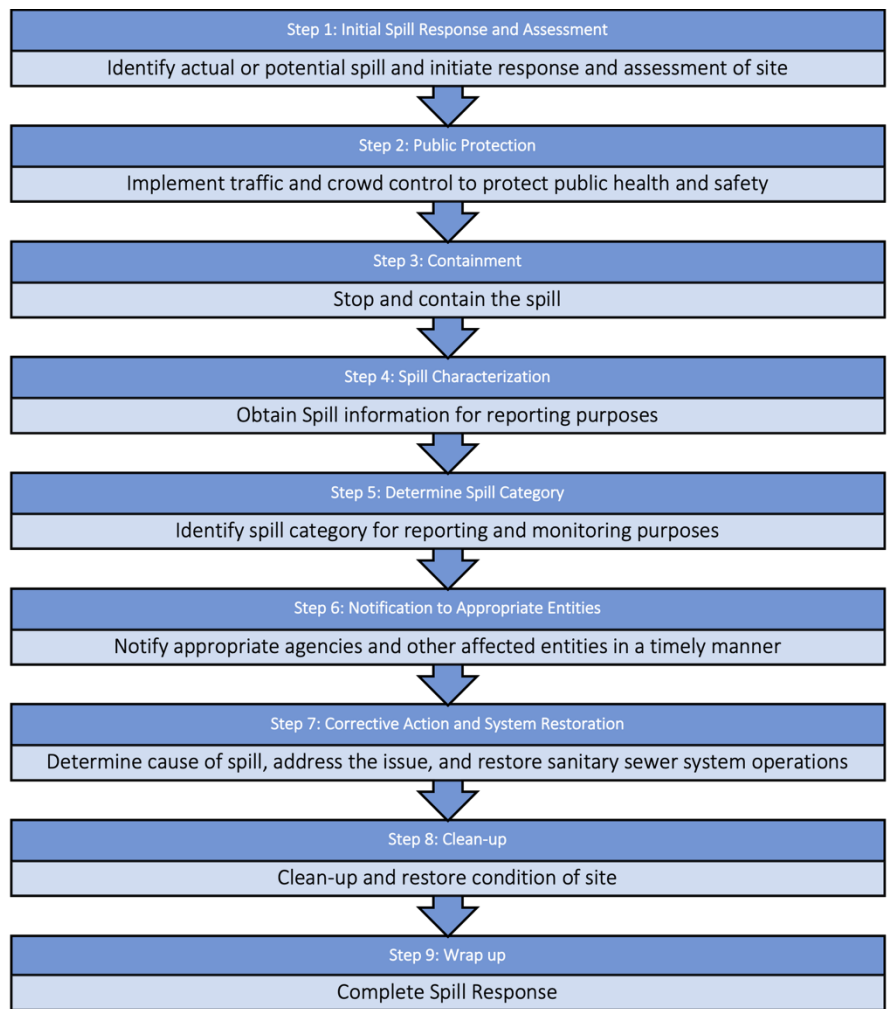 Step 1: Initial Spill Response and Assessment
Identify actual or potential spill and initiate response and assessment of site
Step 2: Public Protection
Implement traffic and crowd control to protect public health and safety
Step 3: Containment
Stop and contain the spill
Step 4: Spill Characterization
Obtain Spill information for reporting purposes
Step 5: Determine Spill Category
Identify spill category for reporting and monitoring purposes
Step 6: Notification to Appropriate Entities
Notify appropriate agencies and other affected entities in a timely manner
Step 7: Corrective Action and System Restoration
Determine cause of spill, address the issue, and restore sanitary sewer system operations
Step 8: Clean-up
Clean-up and restore condition of site
Step 9: Wrap up
Complete Spill Response